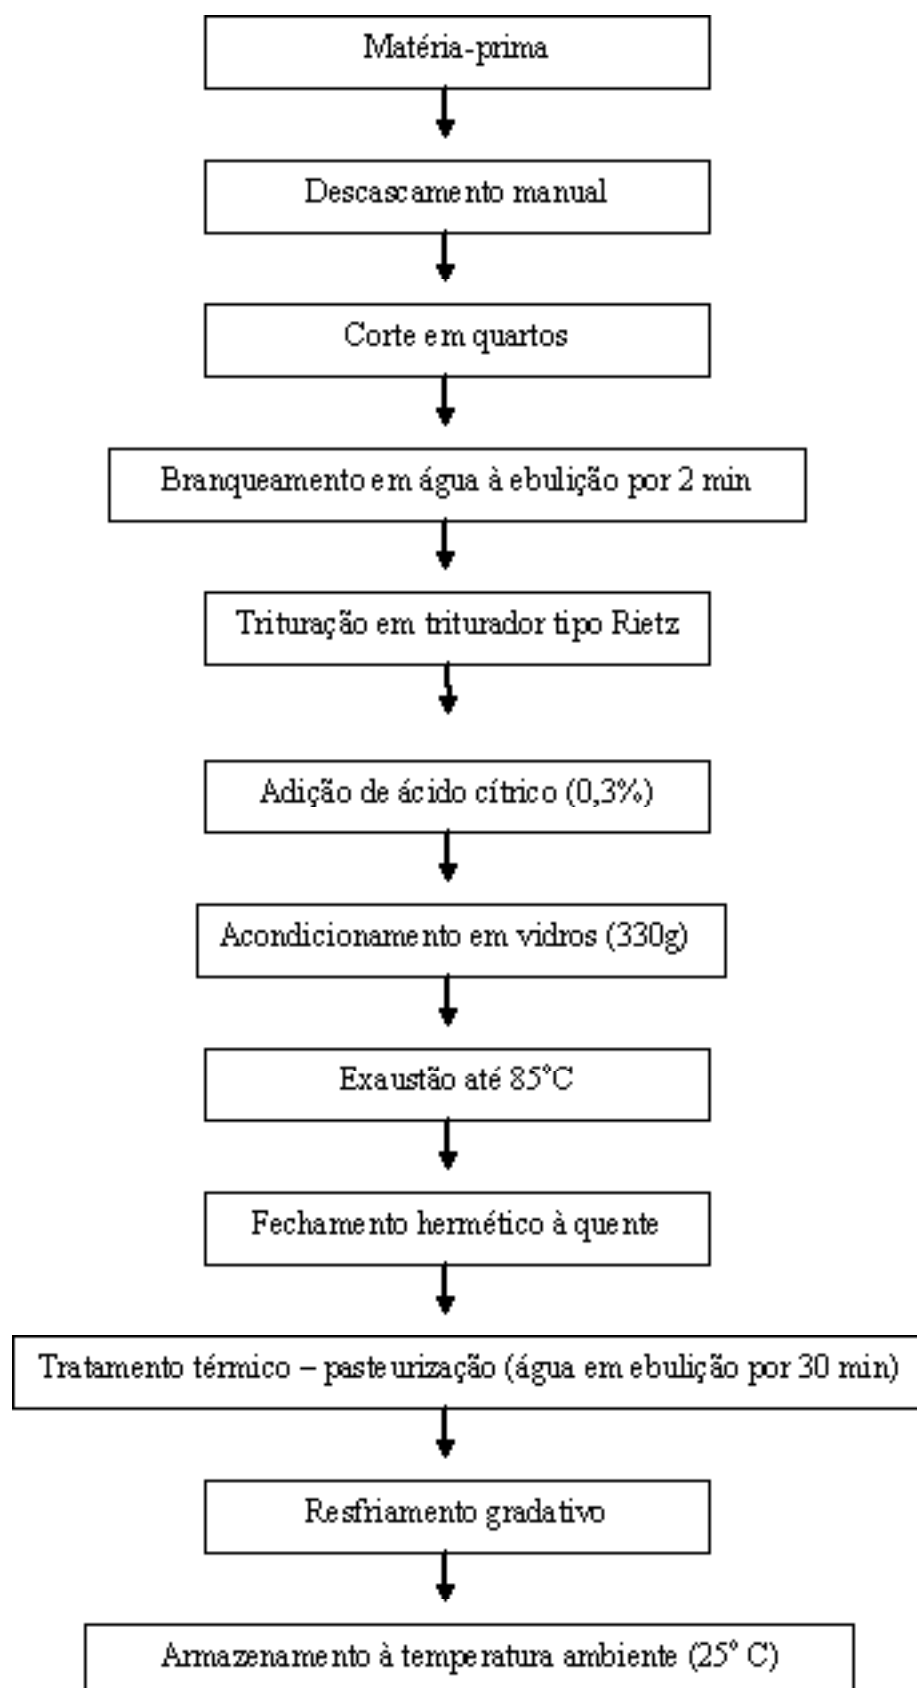 Matéria-prima
Descascamento manual
Corte em quartos
Branqueamento em água à ebulição por 2 min
Trituração em triturador tipo Rietz
Adição de ácido cítrico (0,3%)
Acondicionamento em vidros (330g)
Exaustão até 85°C
Fechamento hermético à quente
Tratamento térmico – pasteurização (água em ebulição por 30 min)
Resfriamento gradativo
Armazenamento à temperatura ambiente (25° C)